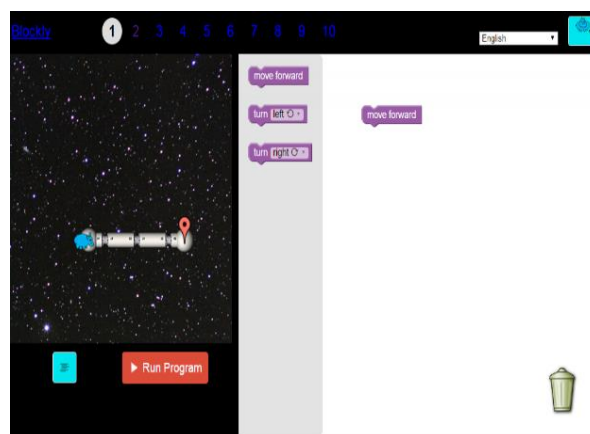 Blockly 1 2 3 4 5 6 7 8 9 10
English
move forward
turn left
turn right
move forward
Run Program